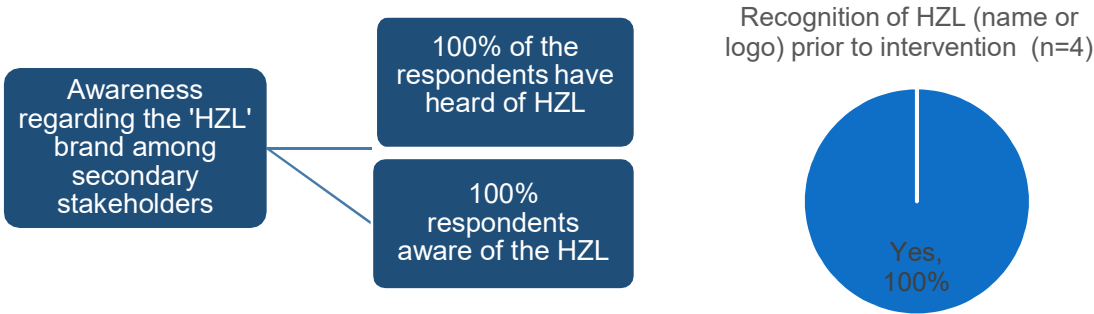 Awareness
regarding the 'HZL'
brand among
secondary
stakeholders
100% of the
respondents have
heard of HZL
100%
respondents
aware of the HZL
Recognition of HZL (name or
logo) prior to intervention (n=4)
Yes,
100%